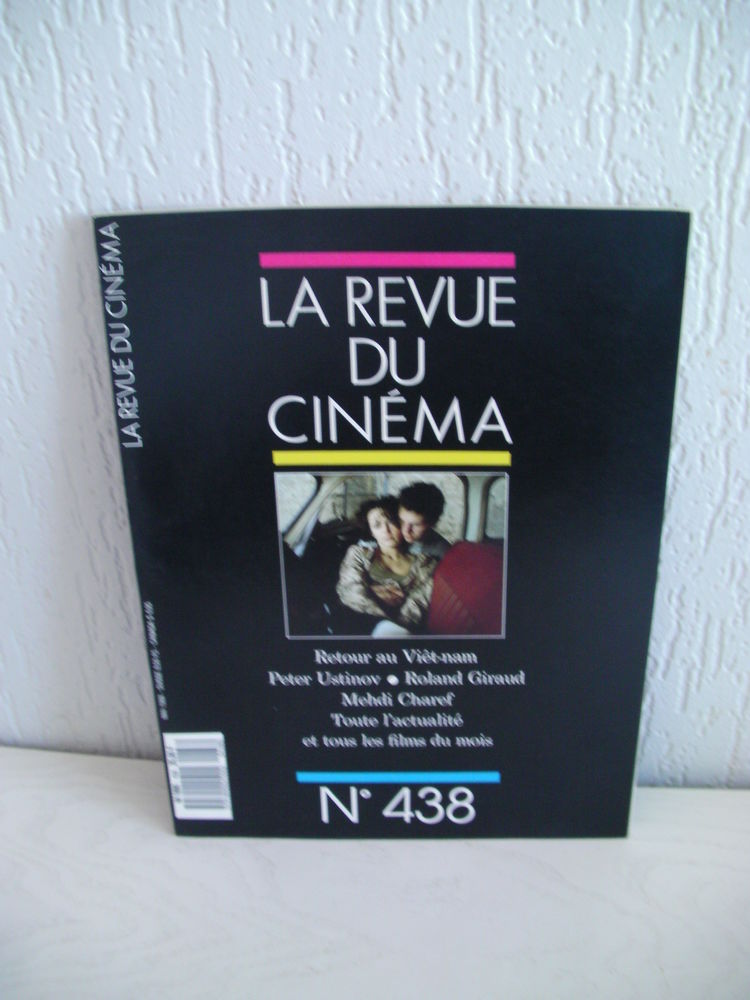 LA REVUE DU CINÉMA
LA REVUE
DU
CINÉMA
Retour au Viêt-nam
Peter Ustinov ● Roland Giraud
Mehdi Charef
Toute l'actualité
et tous les films du mois
N° 438